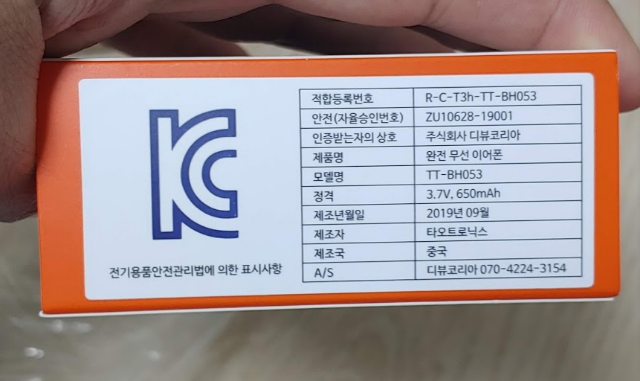 KC
전기용품안전관리법에 의한 표시사항
적합등록번호 R-C-T3h-TT-BH053
안전(자율승인번호) ZU10628-19001
인증받는자의 상호 주식회사 디뷰코리아
제품명 완전 무선 이어폰
모델명 TT-BH053
정격 3.7V, 650mAh
제조년월일 2019년 09월
제조자 타오트로닉스
제조국 중국
A/S 디뷰코리아 070-4224-3154